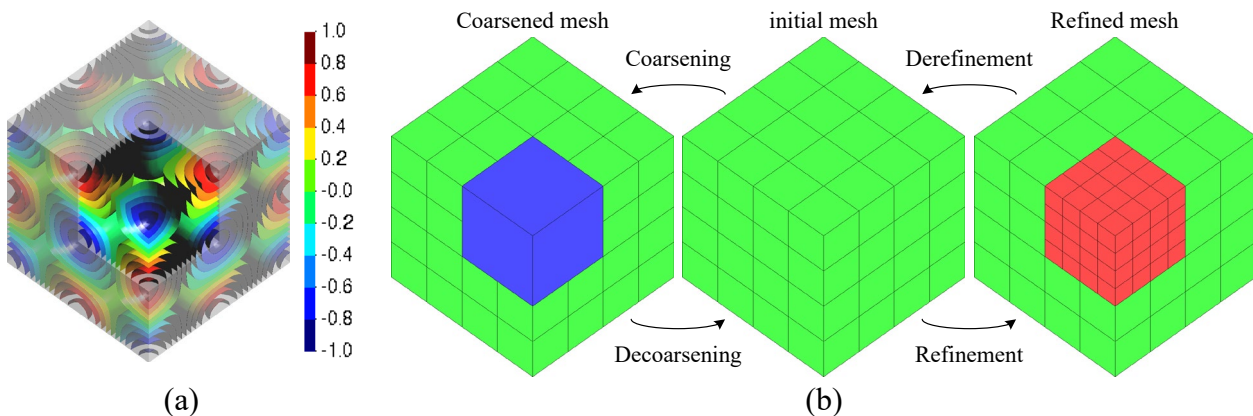 Coarsened mesh
initial mesh
Refined mesh
Coarsening
Derefinement
Decoarsening
Refinement
1.0
0.8
0.6
0.4
0.2
-0.0
-0.2
-0.4
-0.6
-0.8
-1.0
(a)
(b)